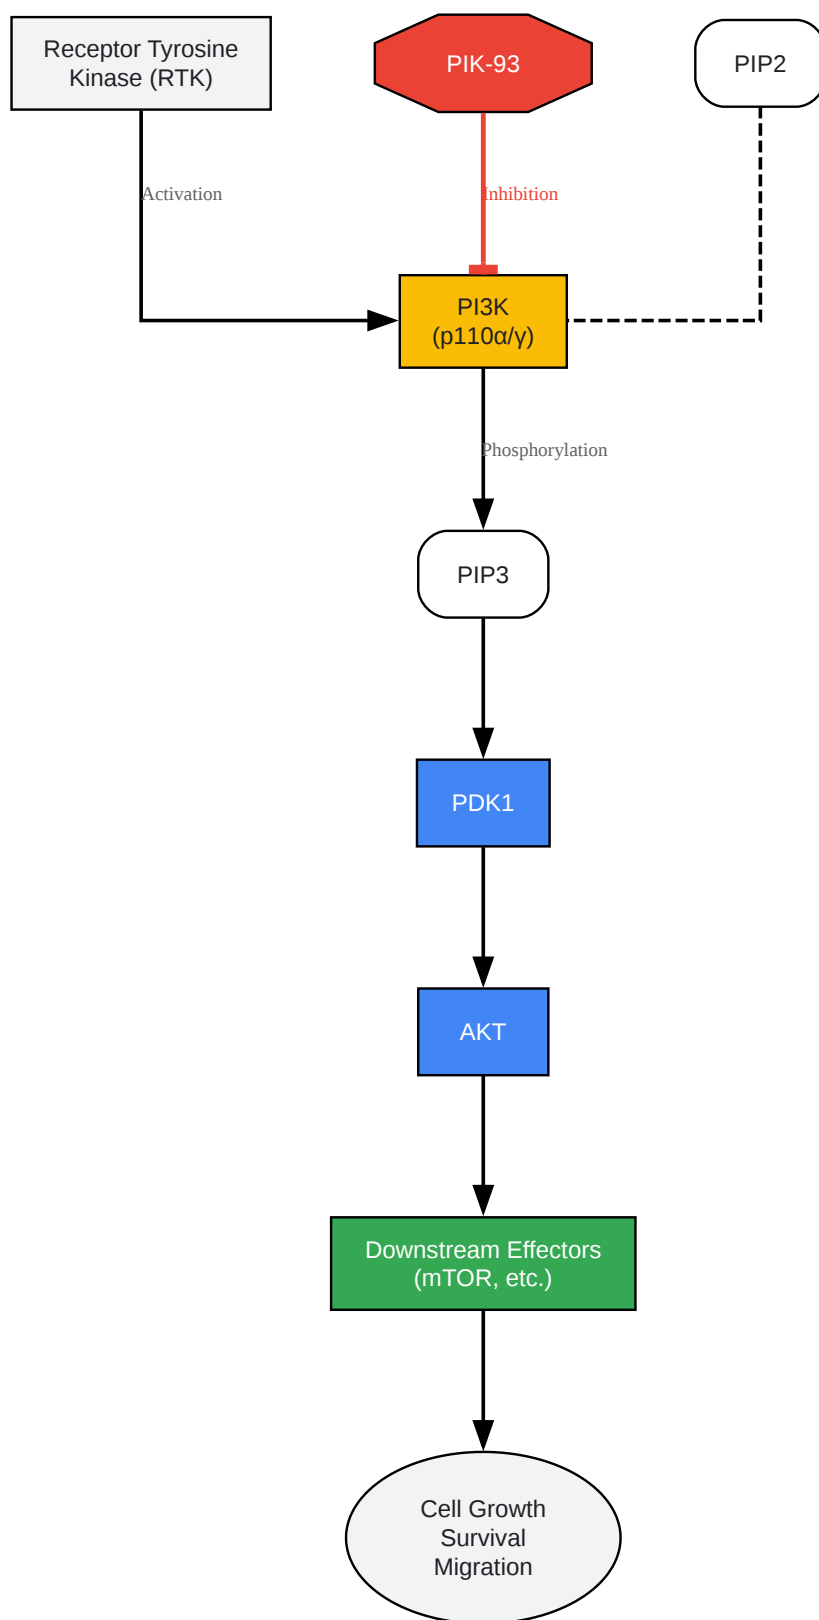 Receptor Tyrosine
Kinase (RTK)
PIK-93
PIP2
Activation
Inhibition
PI3K
(p110α/γ)
Phosphorylation
PIP3
PDK1
AKT
Downstream Effectors
(mTOR, etc.)
Cell Growth
Survival
Migration